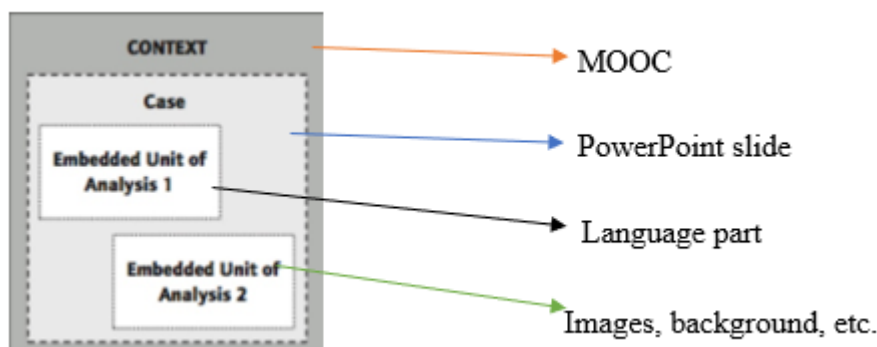 CONTEXT
MOOC
Case
PowerPoint slide
Embedded Unit of
Analysis 1
Language part
Embedded Unit of
Analysis 2
Images, background, etc.